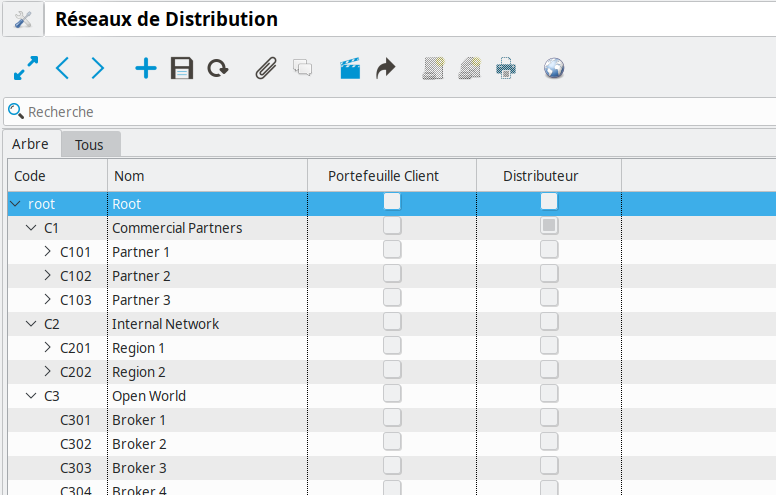 Réseaux de Distribution
Recherche
Arbre Tous
Code Nom Portefeuille Client Distributeur
root Root
C1 Commercial Partners
C101 Partner 1
C102 Partner 2
C103 Partner 3
C2 Internal Network
C201 Region 1
C202 Region 2
C3 Open World
C301 Broker 1
C302 Broker 2
C303 Broker 3
C304 Broker 4